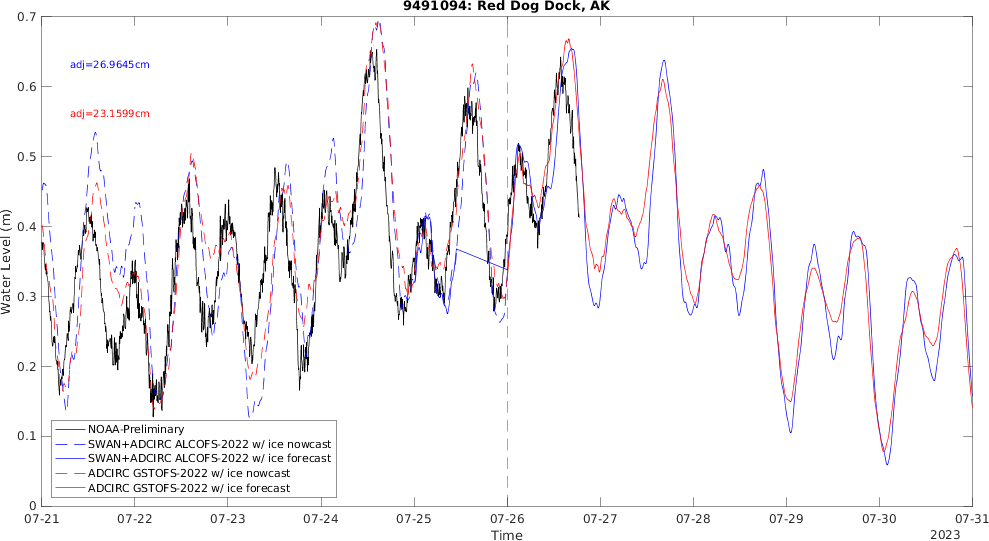 9491094: Red Dog Dock, AK
0.7
adj=26.9645cm
0.6
adj=23.1599cm
0.5
0.4
Water Level (m)
0.3
0.2
0.1
0
NOAA-Preliminary
SWAN+ADCIRC ALCOFS-2022 w/ ice nowcast
SWAN+ADCIRC ALCOFS-2022 w/ ice forecast
ADCIRC GSTOFS-2022 w/ ice nowcast
ADCIRC GSTOFS-2022 w/ ice forecast
07-21 07-22 07-23 07-24 07-25 07-26 07-27 07-28 07-29 07-30 07-31
Time
2023